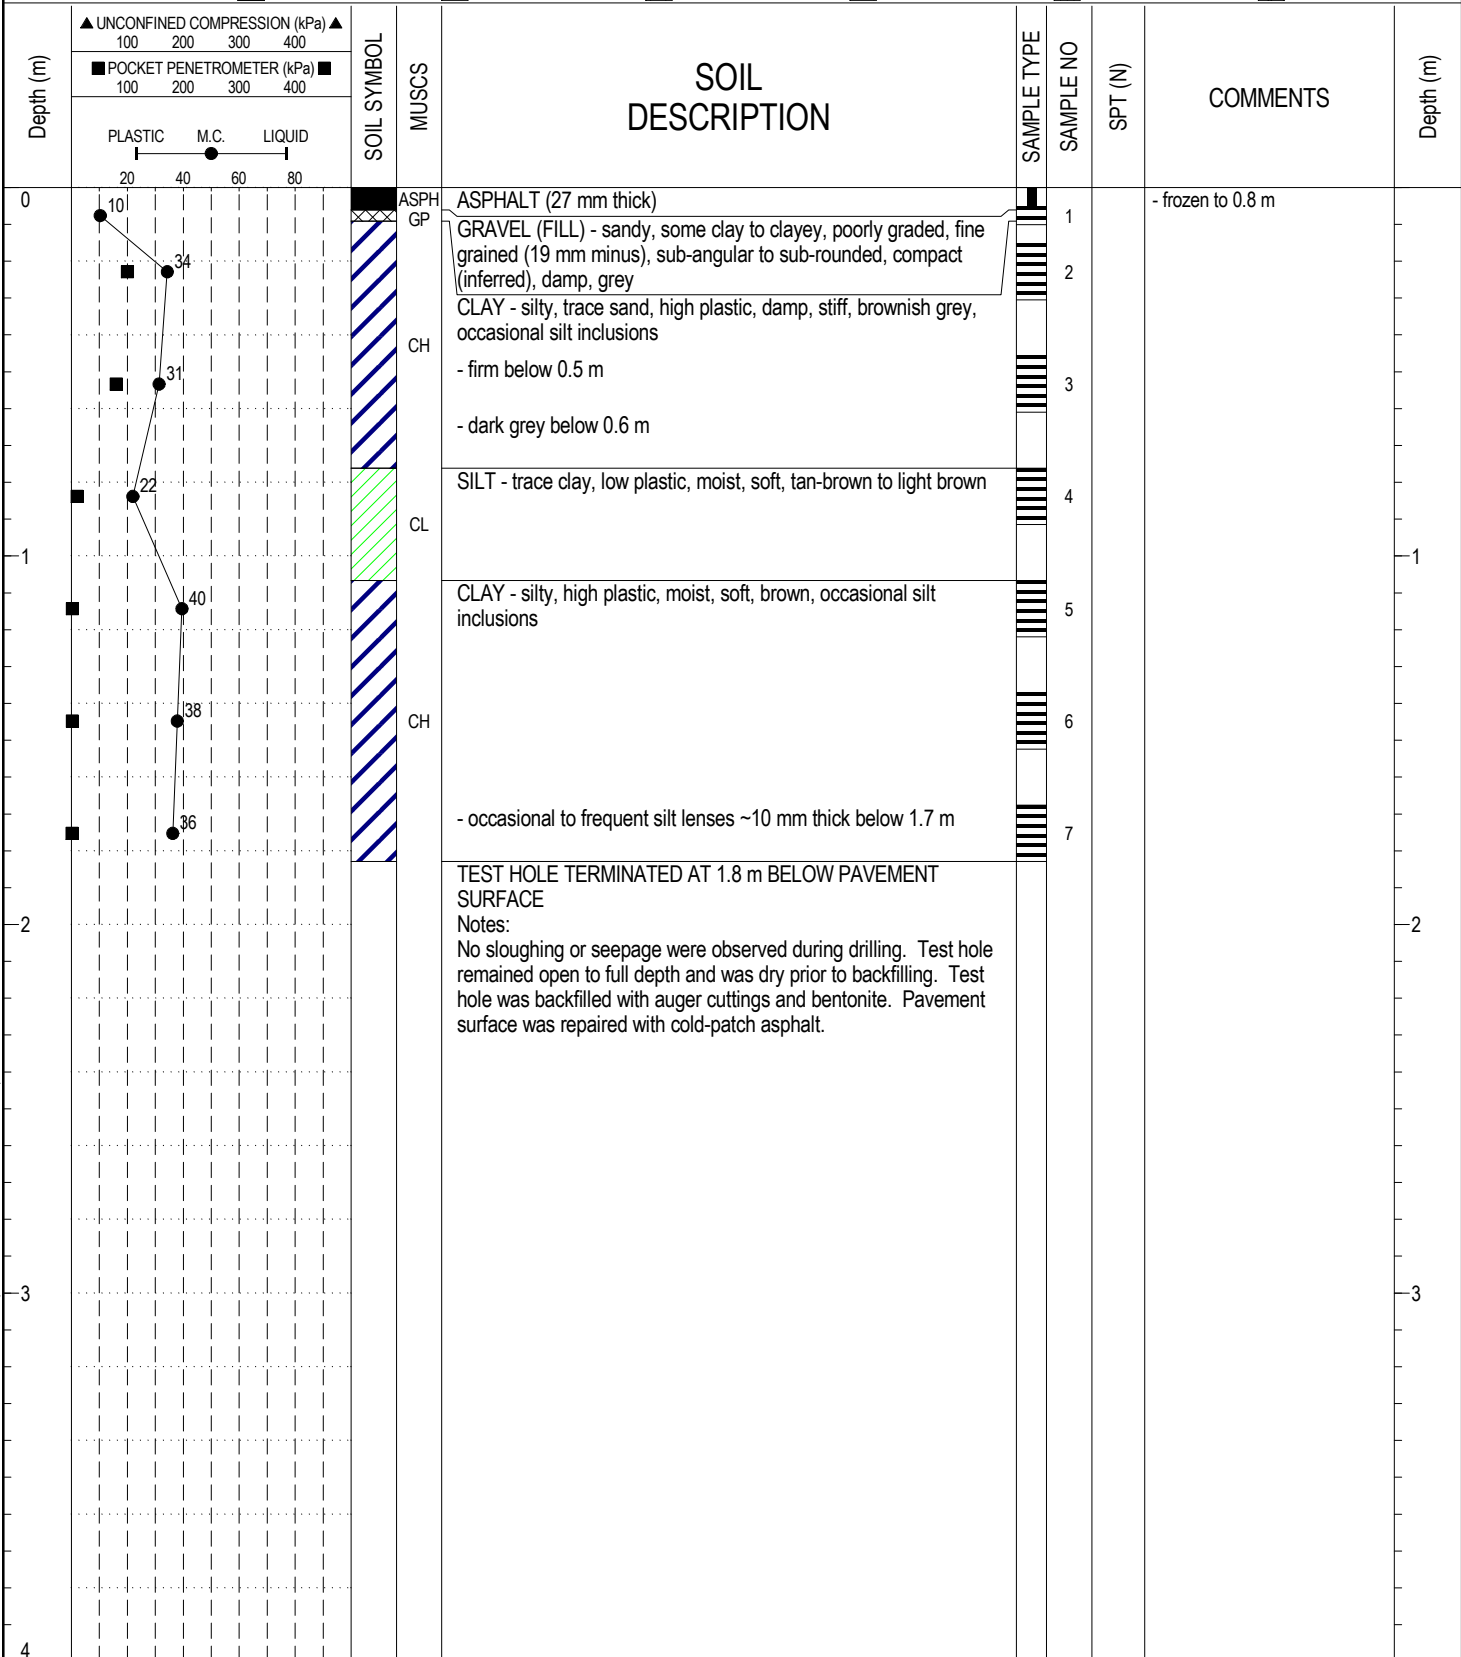 ▲ UNCONFINED COMPRESSION (kPa) ▲
100 200 300 400
■ POCKET PENETROMETER (kPa) ■
100 200 300 400
PLASTIC M.C. LIQUID
20 40 60 80
Depth (m)
SOIL SYMBOL
MUSCS
SOIL
DESCRIPTION
SAMPLE TYPE
SAMPLE NO
SPT (N)
COMMENTS
Depth (m)
0
10
ASPH
ASPHALT (27 mm thick)
- frozen to 0.8 m
GP
1
GRAVEL (FILL) - sandy, some clay to clayey, poorly graded, fine
grained (19 mm minus), sub-angular to sub-rounded, compact
(inferred), damp, grey
34
2
CLAY - silty, trace sand, high plastic, damp, stiff, brownish grey,
occasional silt inclusions
CH
- firm below 0.5 m
31
3
- dark grey below 0.6 m
SILT - trace clay, low plastic, moist, soft, tan-brown to light brown
22
4
CL
1
1
CLAY - silty, high plastic, moist, soft, brown, occasional silt
inclusions
40
5
38
CH
6
- occasional to frequent silt lenses ~10 mm thick below 1.7 m
36
7
TEST HOLE TERMINATED AT 1.8 m BELOW PAVEMENT
SURFACE
Notes:
No sloughing or seepage were observed during drilling. Test hole
remained open to full depth and was dry prior to backfilling. Test
hole was backfilled with auger cuttings and bentonite. Pavement
surface was repaired with cold-patch asphalt.
2
2
3
3
4